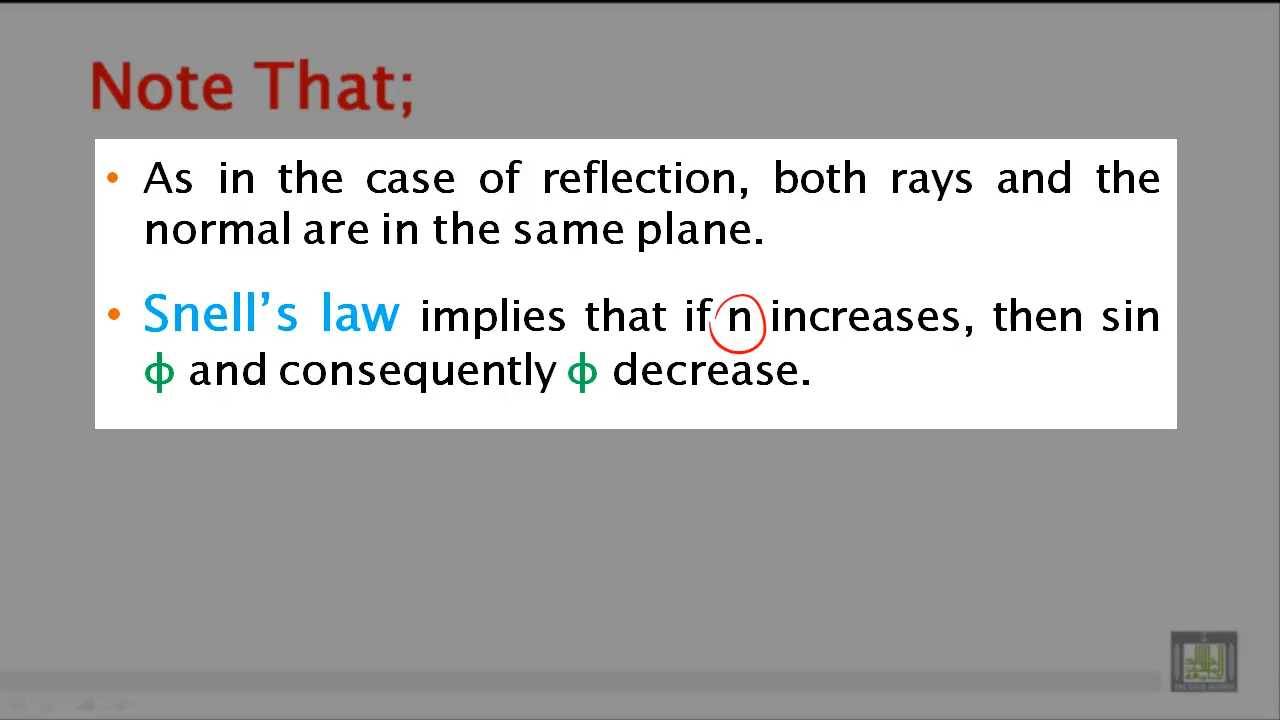 Note That;
• As in the case of reflection, both rays and the
normal are in the same plane.
• Snell’s law implies that if n increases, then sin
ϕ and consequently ϕ decrease.